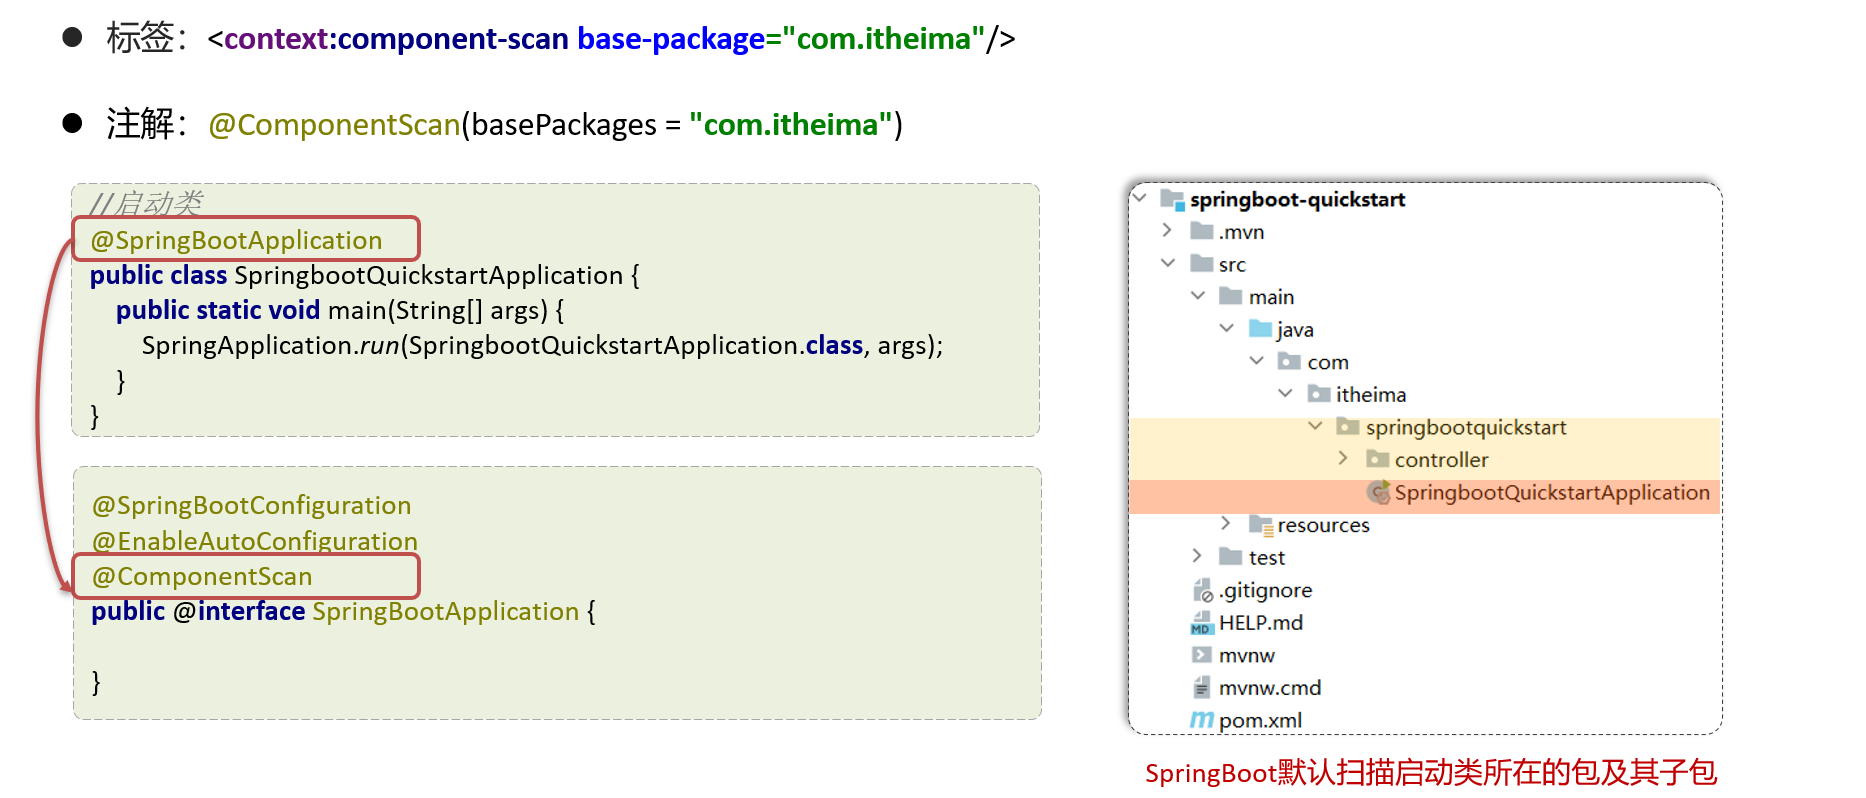 ● 标签：<context:component-scan base-package="com.itheima"/>
● 注解：@ComponentScan(basePackages = "com.itheima")
//启动类
@SpringBootApplication
public class SpringbootQuickstartApplication {
public static void main(String[] args) {
SpringApplication.run(SpringbootQuickstartApplication.class, args);
}
}
@SpringBootConfiguration
@EnableAutoConfiguration
@ComponentScan
public @interface SpringBootApplication {
}
springboot-quickstart
.mvn
src
main
java
com
itheima
springbootquickstart
controller
SpringbootQuickstartApplication
resources
test
.gitignore
HELP.md
mvnw
mvnw.cmd
pom.xml
SpringBoot默认扫描启动类所在的包及其子包